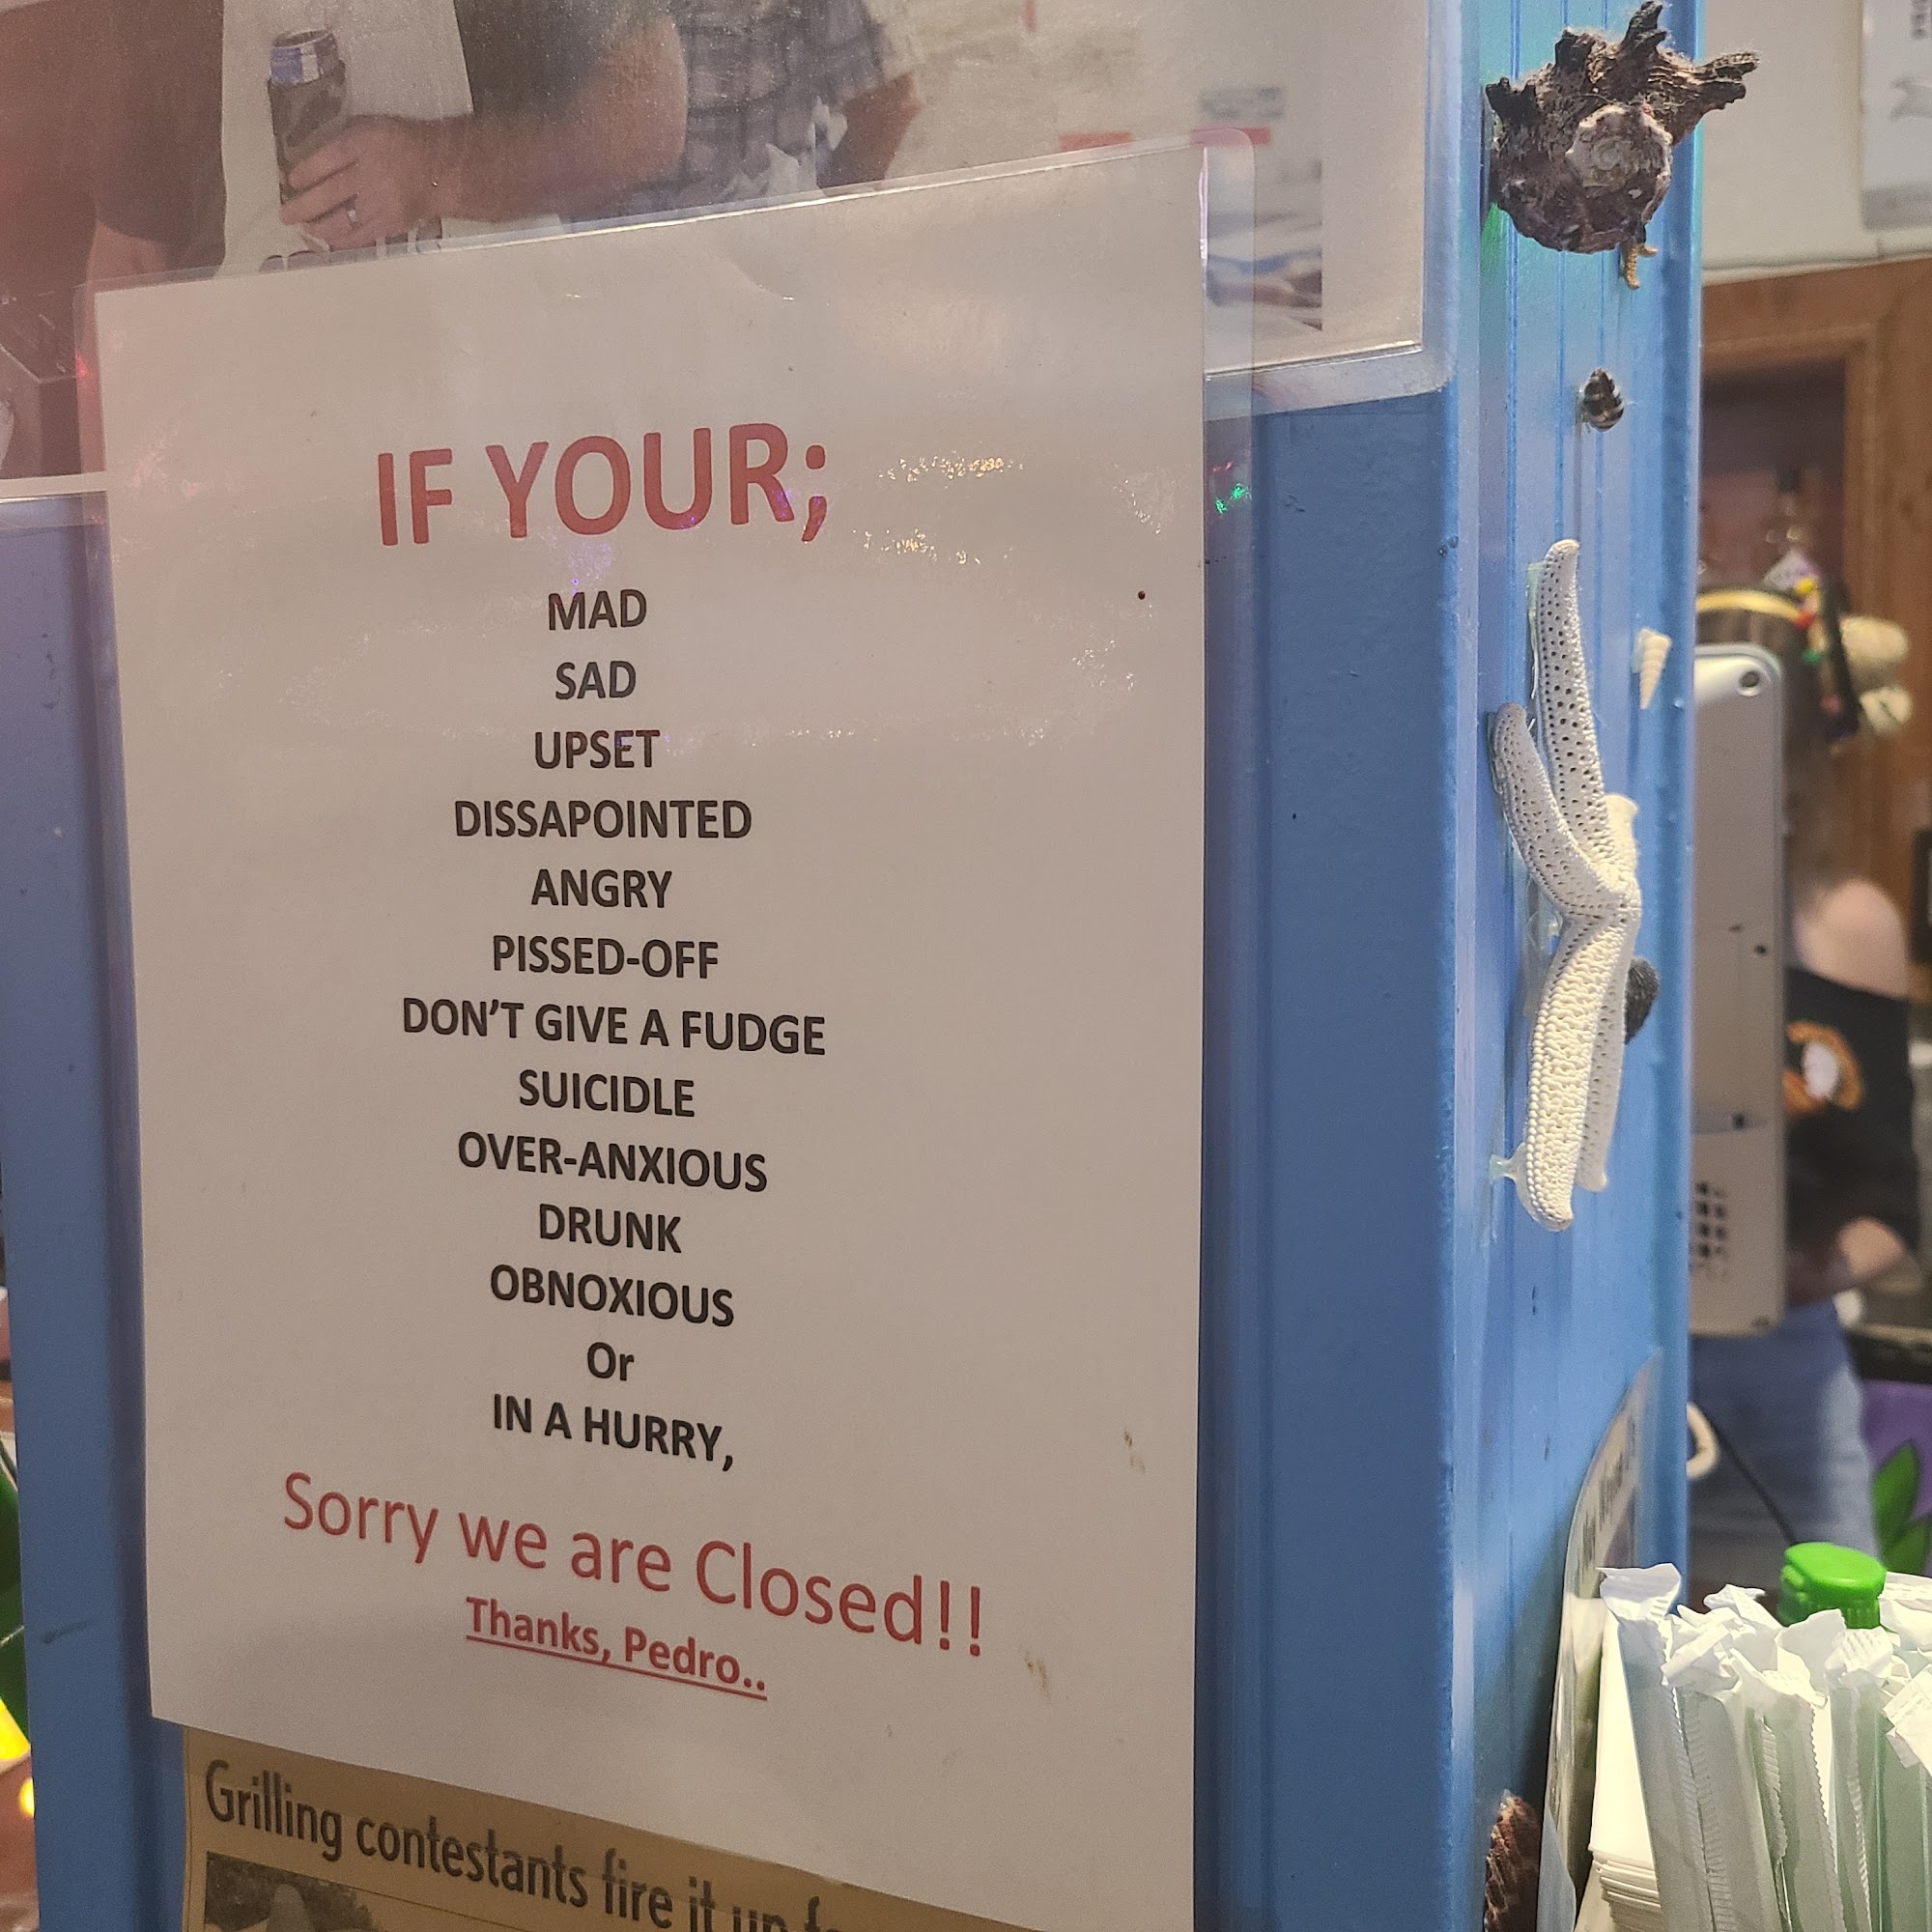 IF YOUR;
MAD
SAD
UPSET
DISSAPOINTED
ANGRY
PISSED-OFF
DON'T GIVE A FUDGE
SUICIDLE
OVER-ANXIOUS
DRUNK
OBNOXIOUS
Or
IN A HURRY,
Sorry we are Closed!!
Thanks, Pedro..
Grilling contestants fire it up